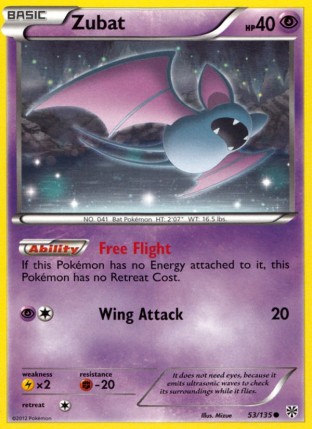 BASIC Zubat HP40
NO. 041 Bat Pokémon HT: 2'07" WT: 16.5 lbs.
Ability Free Flight
If this Pokémon has no Energy attached to it, this
Pokémon has no Retreat Cost.
Wing Attack 20
weakness resistance
×2 -20
retreat
It does not need eyes, because it
emits ultrasonic waves to check
its surroundings while it flies.
©2012 Pokémon Illus. Mizue 53/135